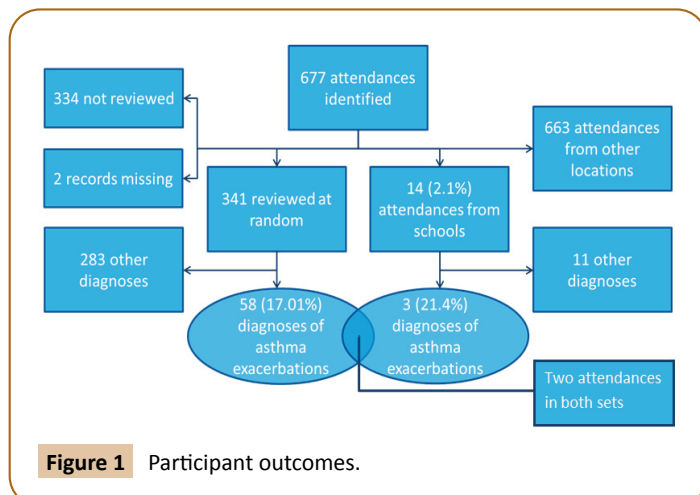 677 attendances
identified
334 not reviewed
663 attendances
from other
locations
2 records missing
341 reviewed at
random
14 (2.1%)
attendances from
schools
283 other
diagnoses
11 other
diagnoses
58 (17.01%)
diagnoses of
asthma
exacerbations
3 (21.4%)
diagnoses of
asthma
exacerbations
Two attendances
in both sets
Figure 1 Participant outcomes.